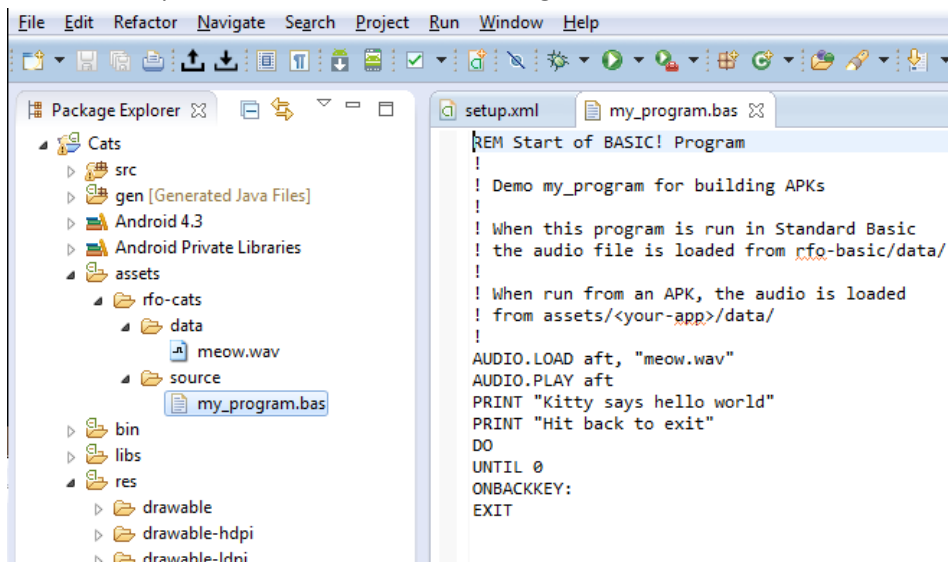 File Edit Refactor Navigate Search Project Run Window Help
Package Explorer
Cats
src
gen [Generated Java Files]
Android 4.3
Android Private Libraries
assets
rfo-cats
data
meow.wav
source
my_program.bas
bin
libs
res
drawable
drawable-hdpi
drawable-ldpi
setup.xml
my_program.bas
REM Start of BASIC! Program
!
! Demo my_program for building APKs
!
! When this program is run in Standard Basic
! the audio file is loaded from rfo-basic/data/
!
! When run from an APK, the audio is loaded
! from assets/<your-app>/data/
!
AUDIO.LOAD aft, "meow.wav"
AUDIO.PLAY aft
PRINT "Kitty says hello world"
PRINT "Hit back to exit"
DO
UNTIL 0
ONBACKKEY:
EXIT